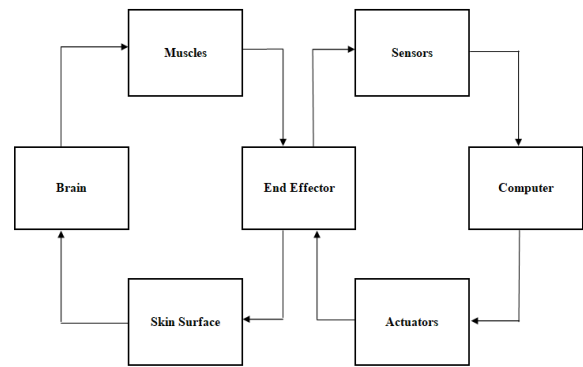 Muscles
Sensors
Brain
End Effector
Computer
Skin Surface
Actuators